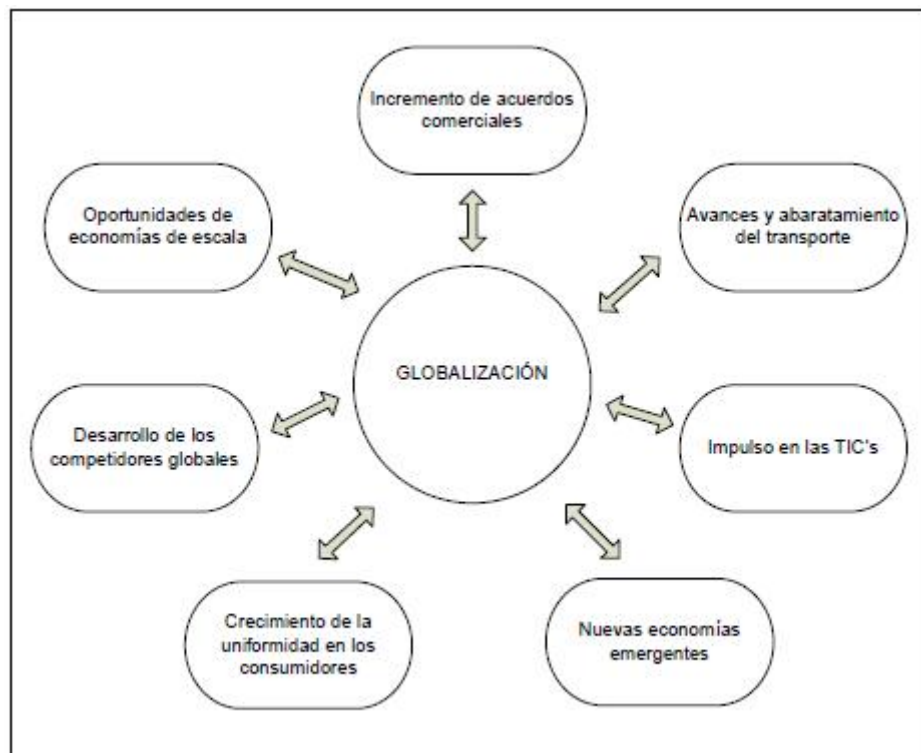 Incremento de acuerdos
comerciales
Oportunidades de
economías de escala
Avances y abaratamiento
del transporte
GLOBALIZACIÓN
Desarrollo de los
competidores globales
Impulso en las TIC's
Crecimiento de la
uniformidad en los
consumidores
Nuevas economías
emergentes